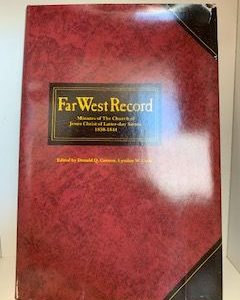 Far West Record
Minutes of The Church of
Jesus Christ of Latter-day Saints
1830-1844
Edited by Donald Q. Cannon, Lyndon W. Cook